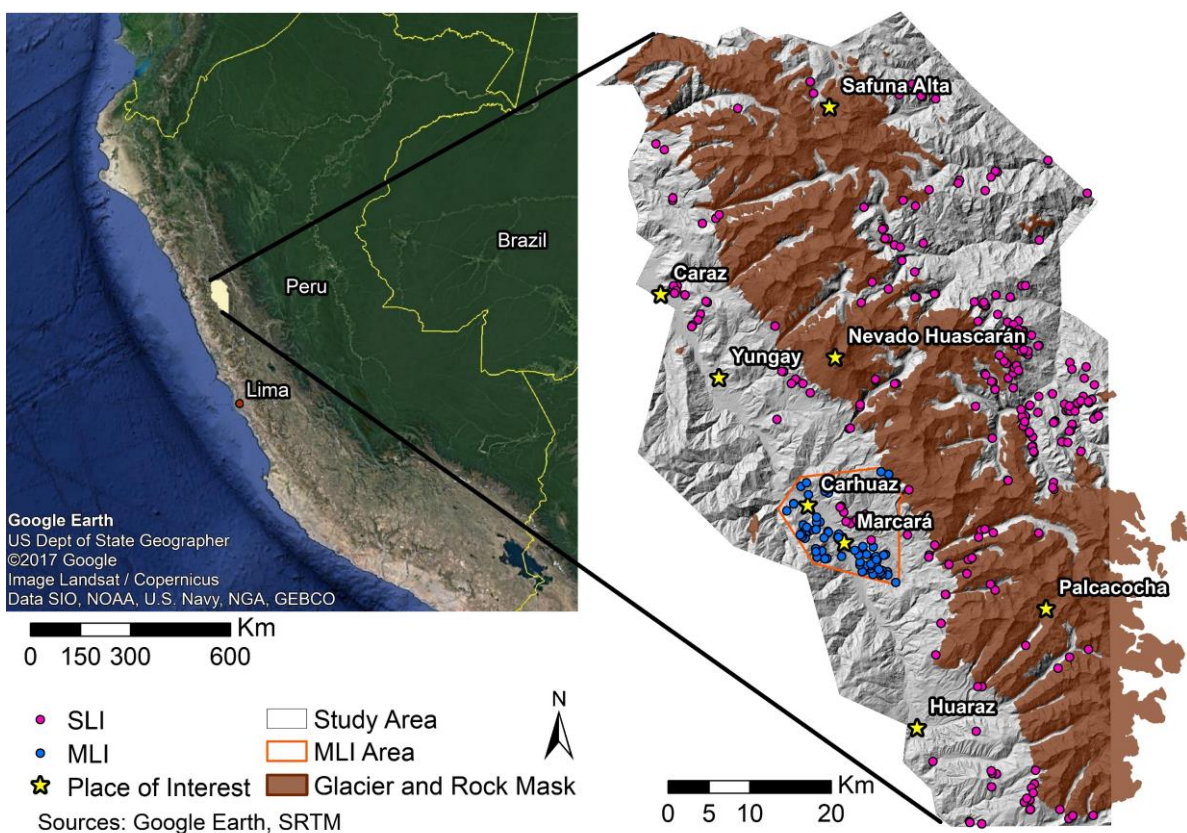 Brazil
Peru
Lima
Google Earth
US Dept of State Geographer
©2017 Google
Image Landsat / Copernicus
Data SIO, NOAA, U.S. Navy, NGA, GEBCO
Km
0 150 300 600
SLI
MLI
Place of Interest
Study Area
MLI Area
Glacier and Rock Mask
N
Sources: Google Earth, SRTM
Safuna Alta
Caraz
Nevado Huascarán
Yungay
Carhuaz
Marcará
Palcacocha
Huaraz
Km
0 5 10 20